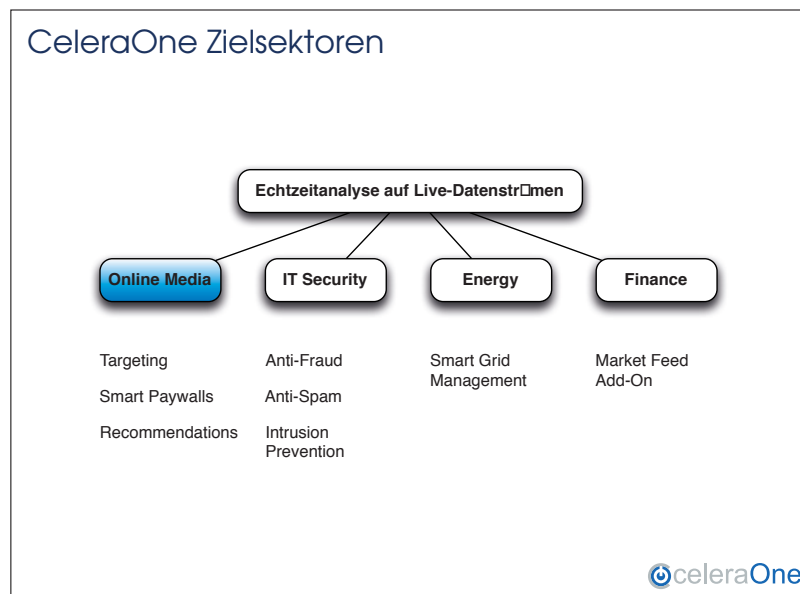 CeleraOne Zielsektoren
Echtzeitanalyse auf Live-Datenstr□men
Online Media
IT Security
Energy
Finance
Targeting
Smart Paywalls
Recommendations
Anti-Fraud
Anti-Spam
Intrusion
Prevention
Smart Grid
Management
Market Feed
Add-On
celeraOne